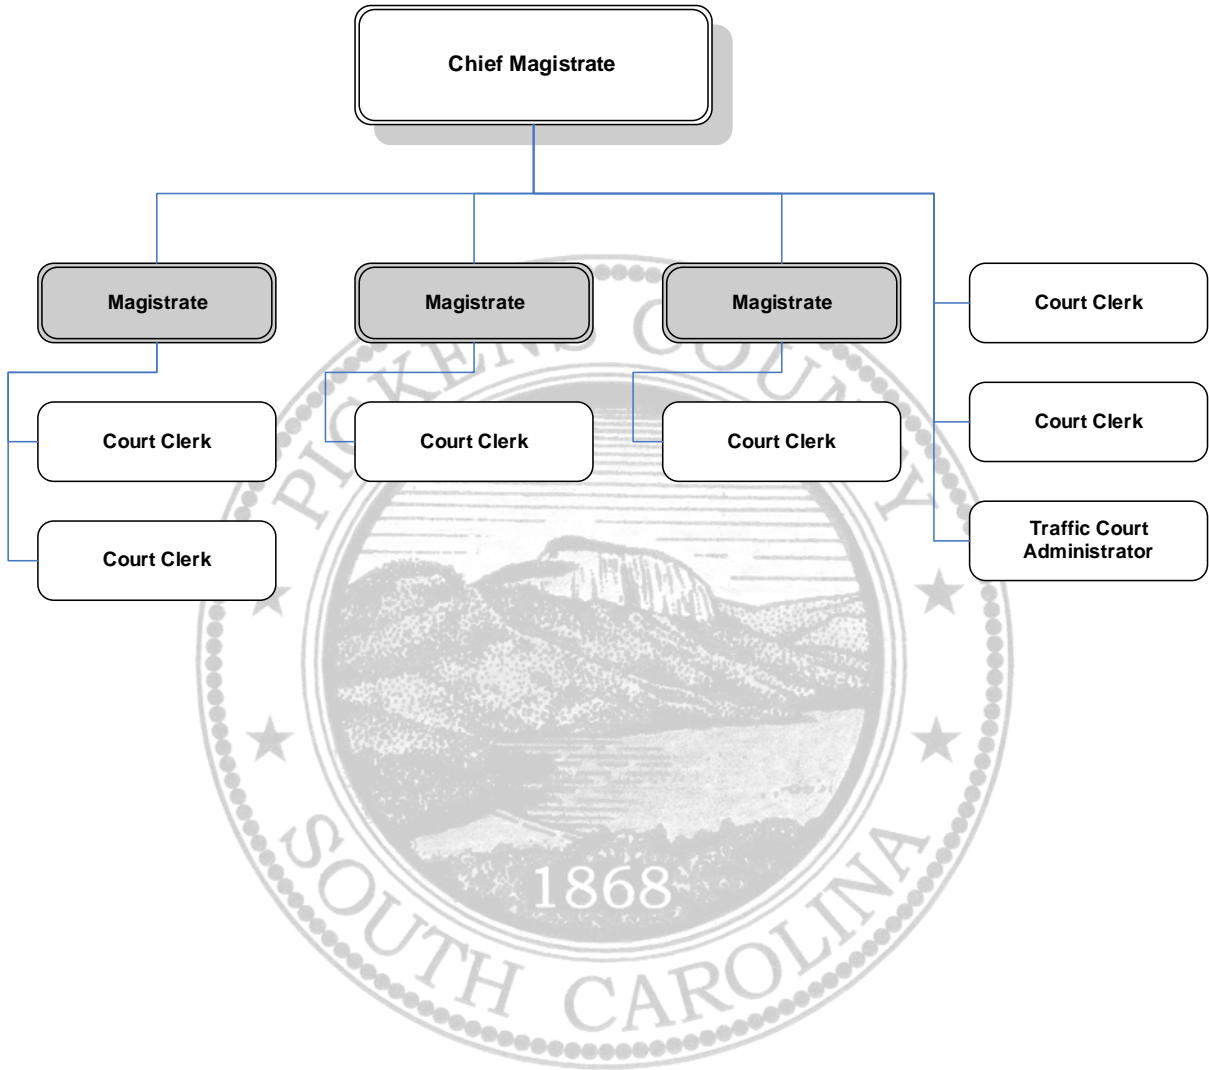 Chief Magistrate
Magistrate
Magistrate
Magistrate
Court Clerk
Court Clerk
Court Clerk
Court Clerk
Court Clerk
Court Clerk
Traffic Court
Administrator
PICKENS COUNTY
1868
SOUTH CAROLINA